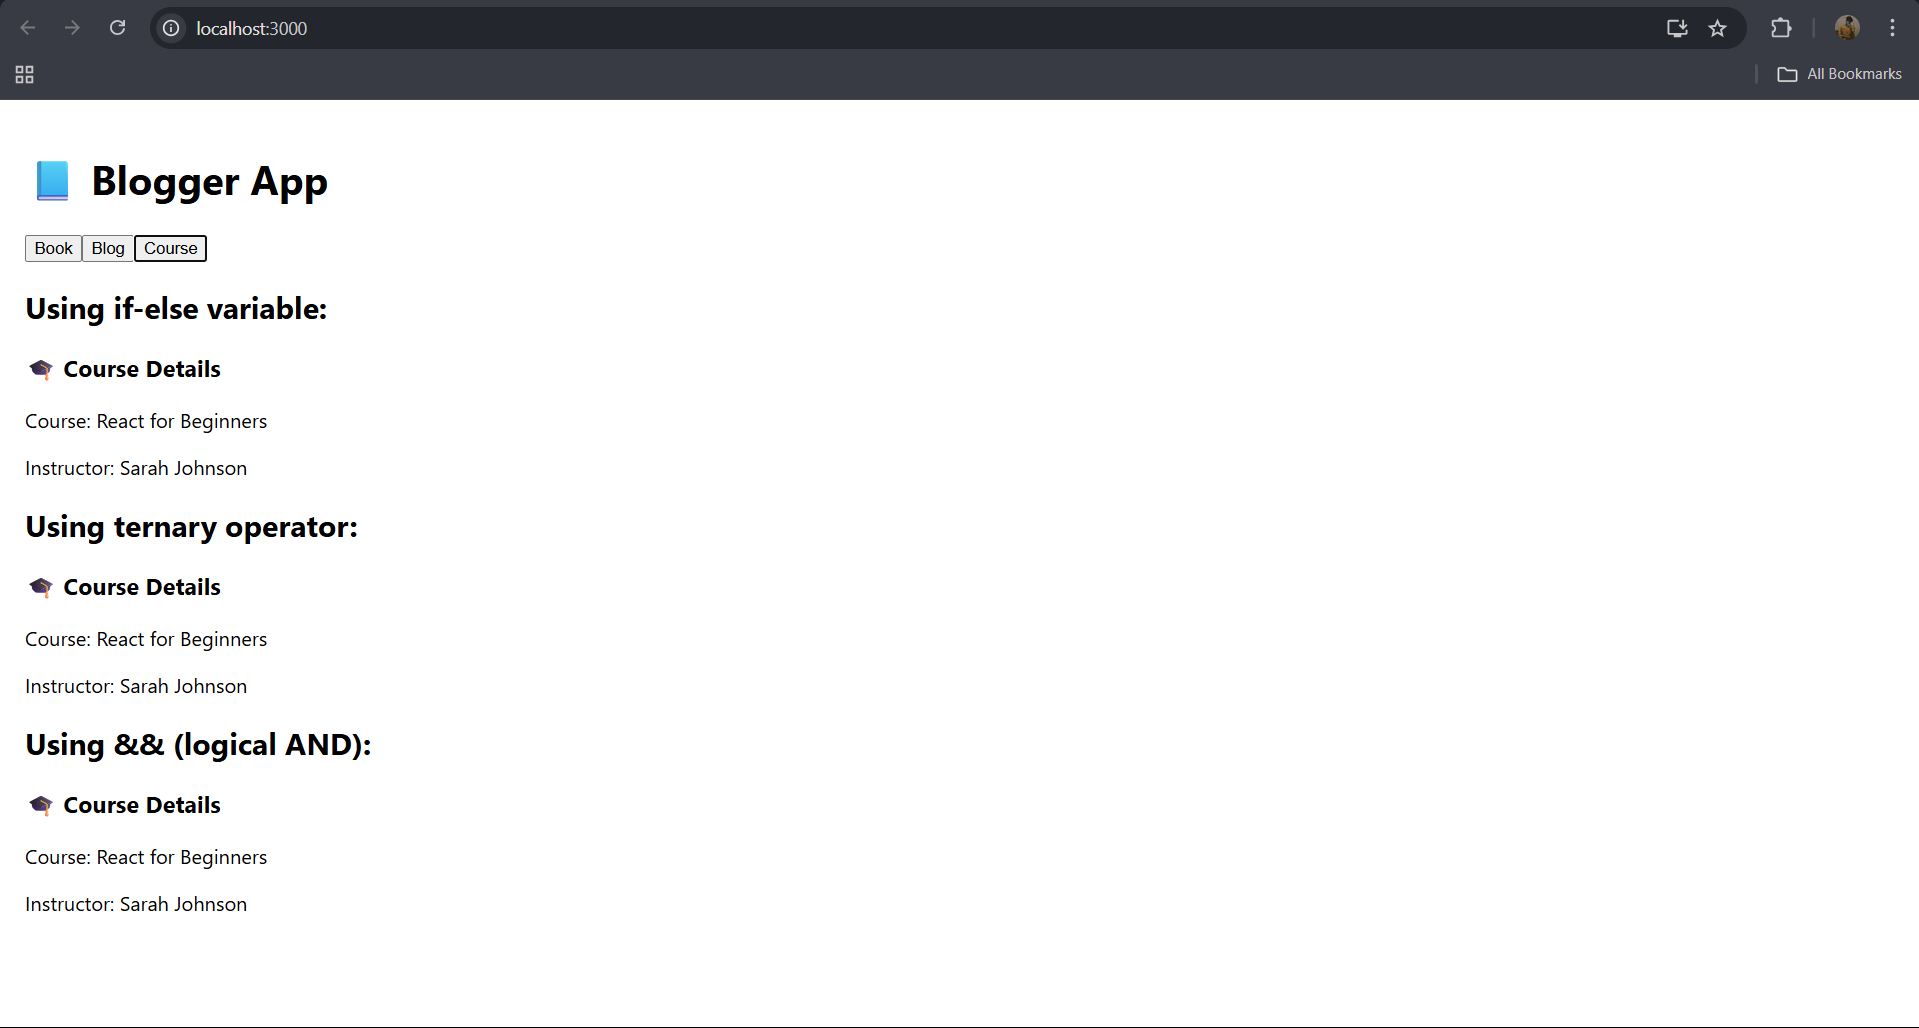 localhost:3000
All Bookmarks
📘 Blogger App
Book Blog Course
Using if-else variable:
🎓 Course Details
Course: React for Beginners
Instructor: Sarah Johnson
Using ternary operator:
🎓 Course Details
Course: React for Beginners
Instructor: Sarah Johnson
Using && (logical AND):
🎓 Course Details
Course: React for Beginners
Instructor: Sarah Johnson